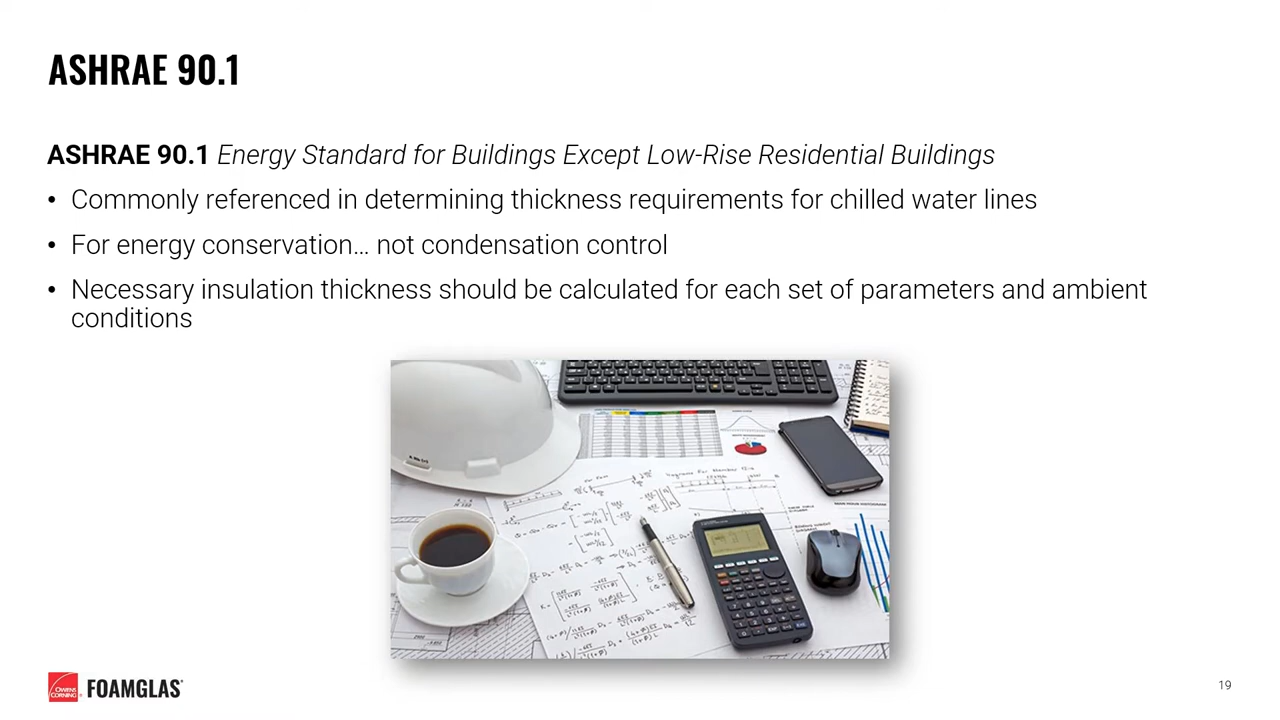 ASHRAE 90.1
ASHRAE 90.1 Energy Standard for Buildings Except Low-Rise Residential Buildings
• Commonly referenced in determining thickness requirements for chilled water lines
• For energy conservation... not condensation control
• Necessary insulation thickness should be calculated for each set of parameters and ambient
conditions
OWENS
CORNING
FOAMGLAS®
19